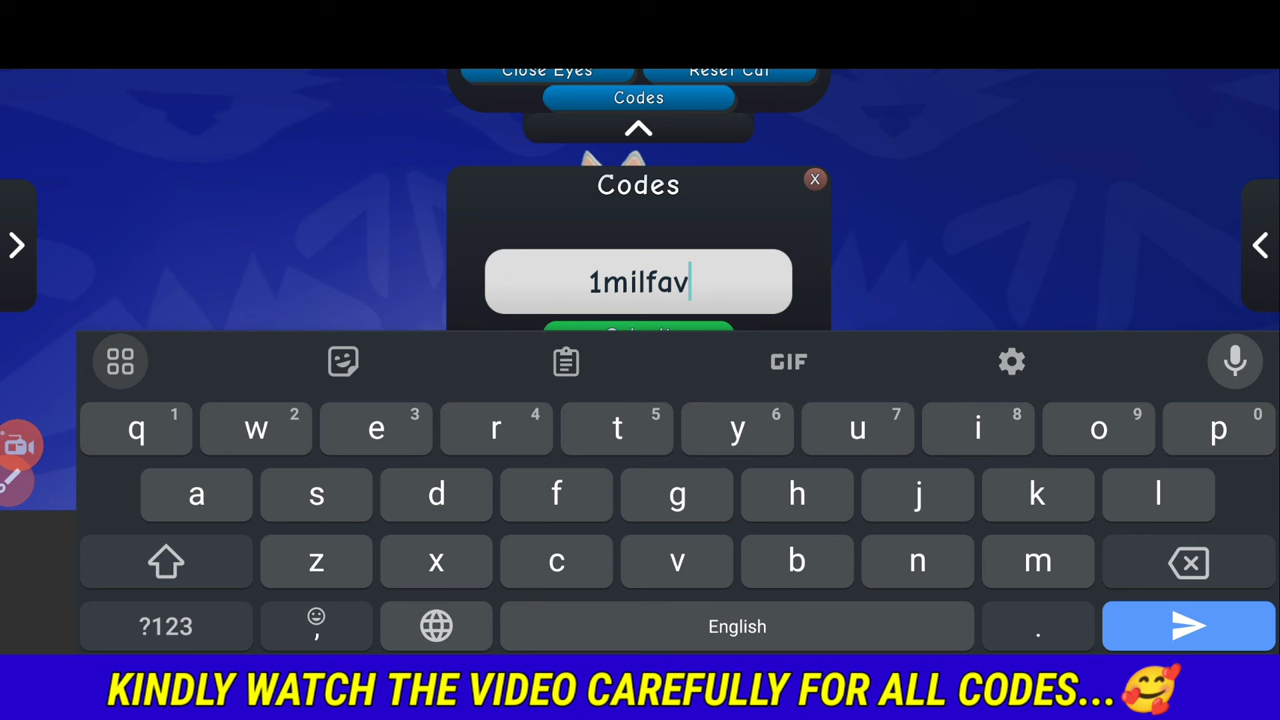 Close Eyes Reset Cat
Codes
Codes X
1milfav
GIF
q 1 w 2 e 3 r 4 t 5 y 6 u 7 i 8 o 9 p 0
a s d f g h j k l
z x c v b n m
?123 , English .
KINDLY WATCH THE VIDEO CAREFULLY FOR ALL CODES...🥰